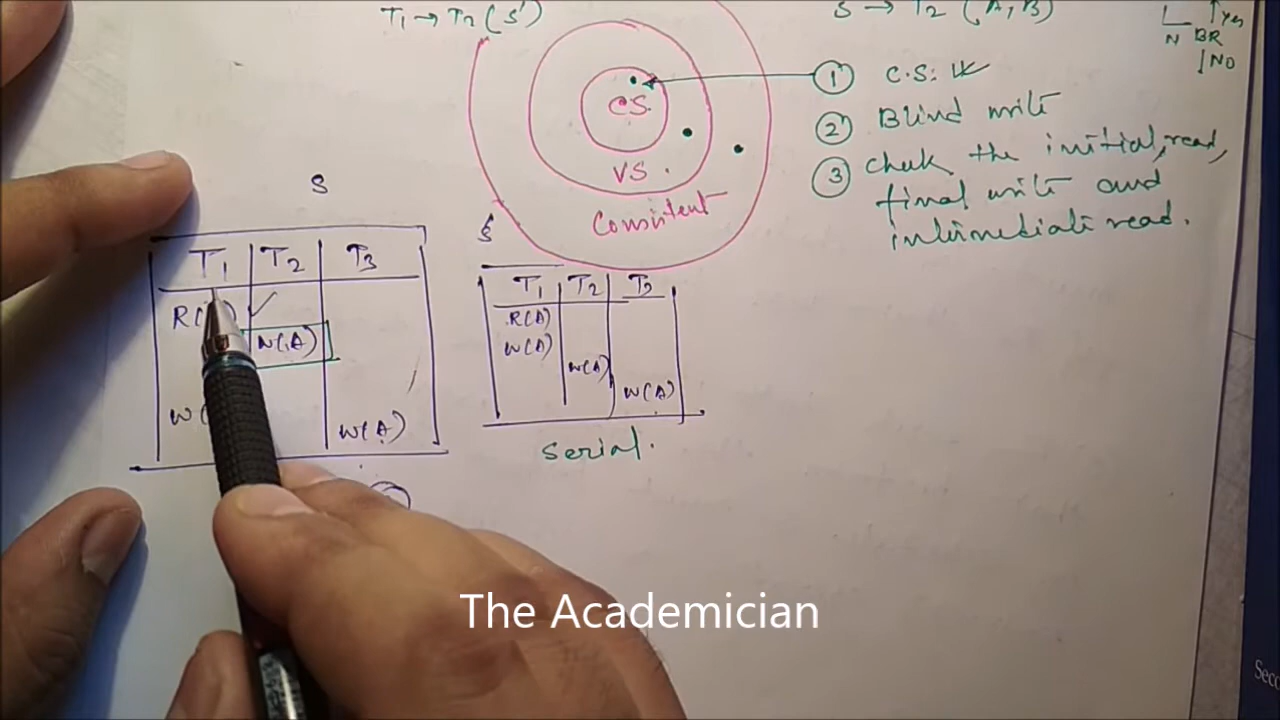 T1 → T2 (S')
S → T2 (A, B)
Yes
N BR
NO
CS
VS
Consistent
① C.S:
② Blind write
③ Chek the initial, read,
final write and
intermediate read.
S
T1 T2 T3
W(A)
W(A)
S'
T1 T2 T3
R(A)
W(A)
W(A)
W(A)
Serial.
The Academician